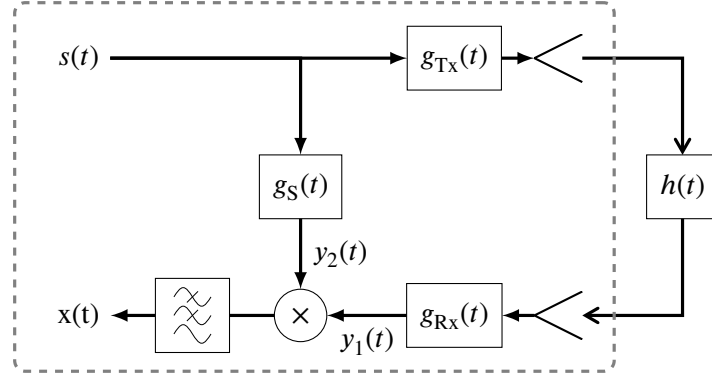 s(t)
g_Tx(t)
g_S(t)
h(t)
y_2(t)
x(t)
×
y_1(t)
g_Rx(t)